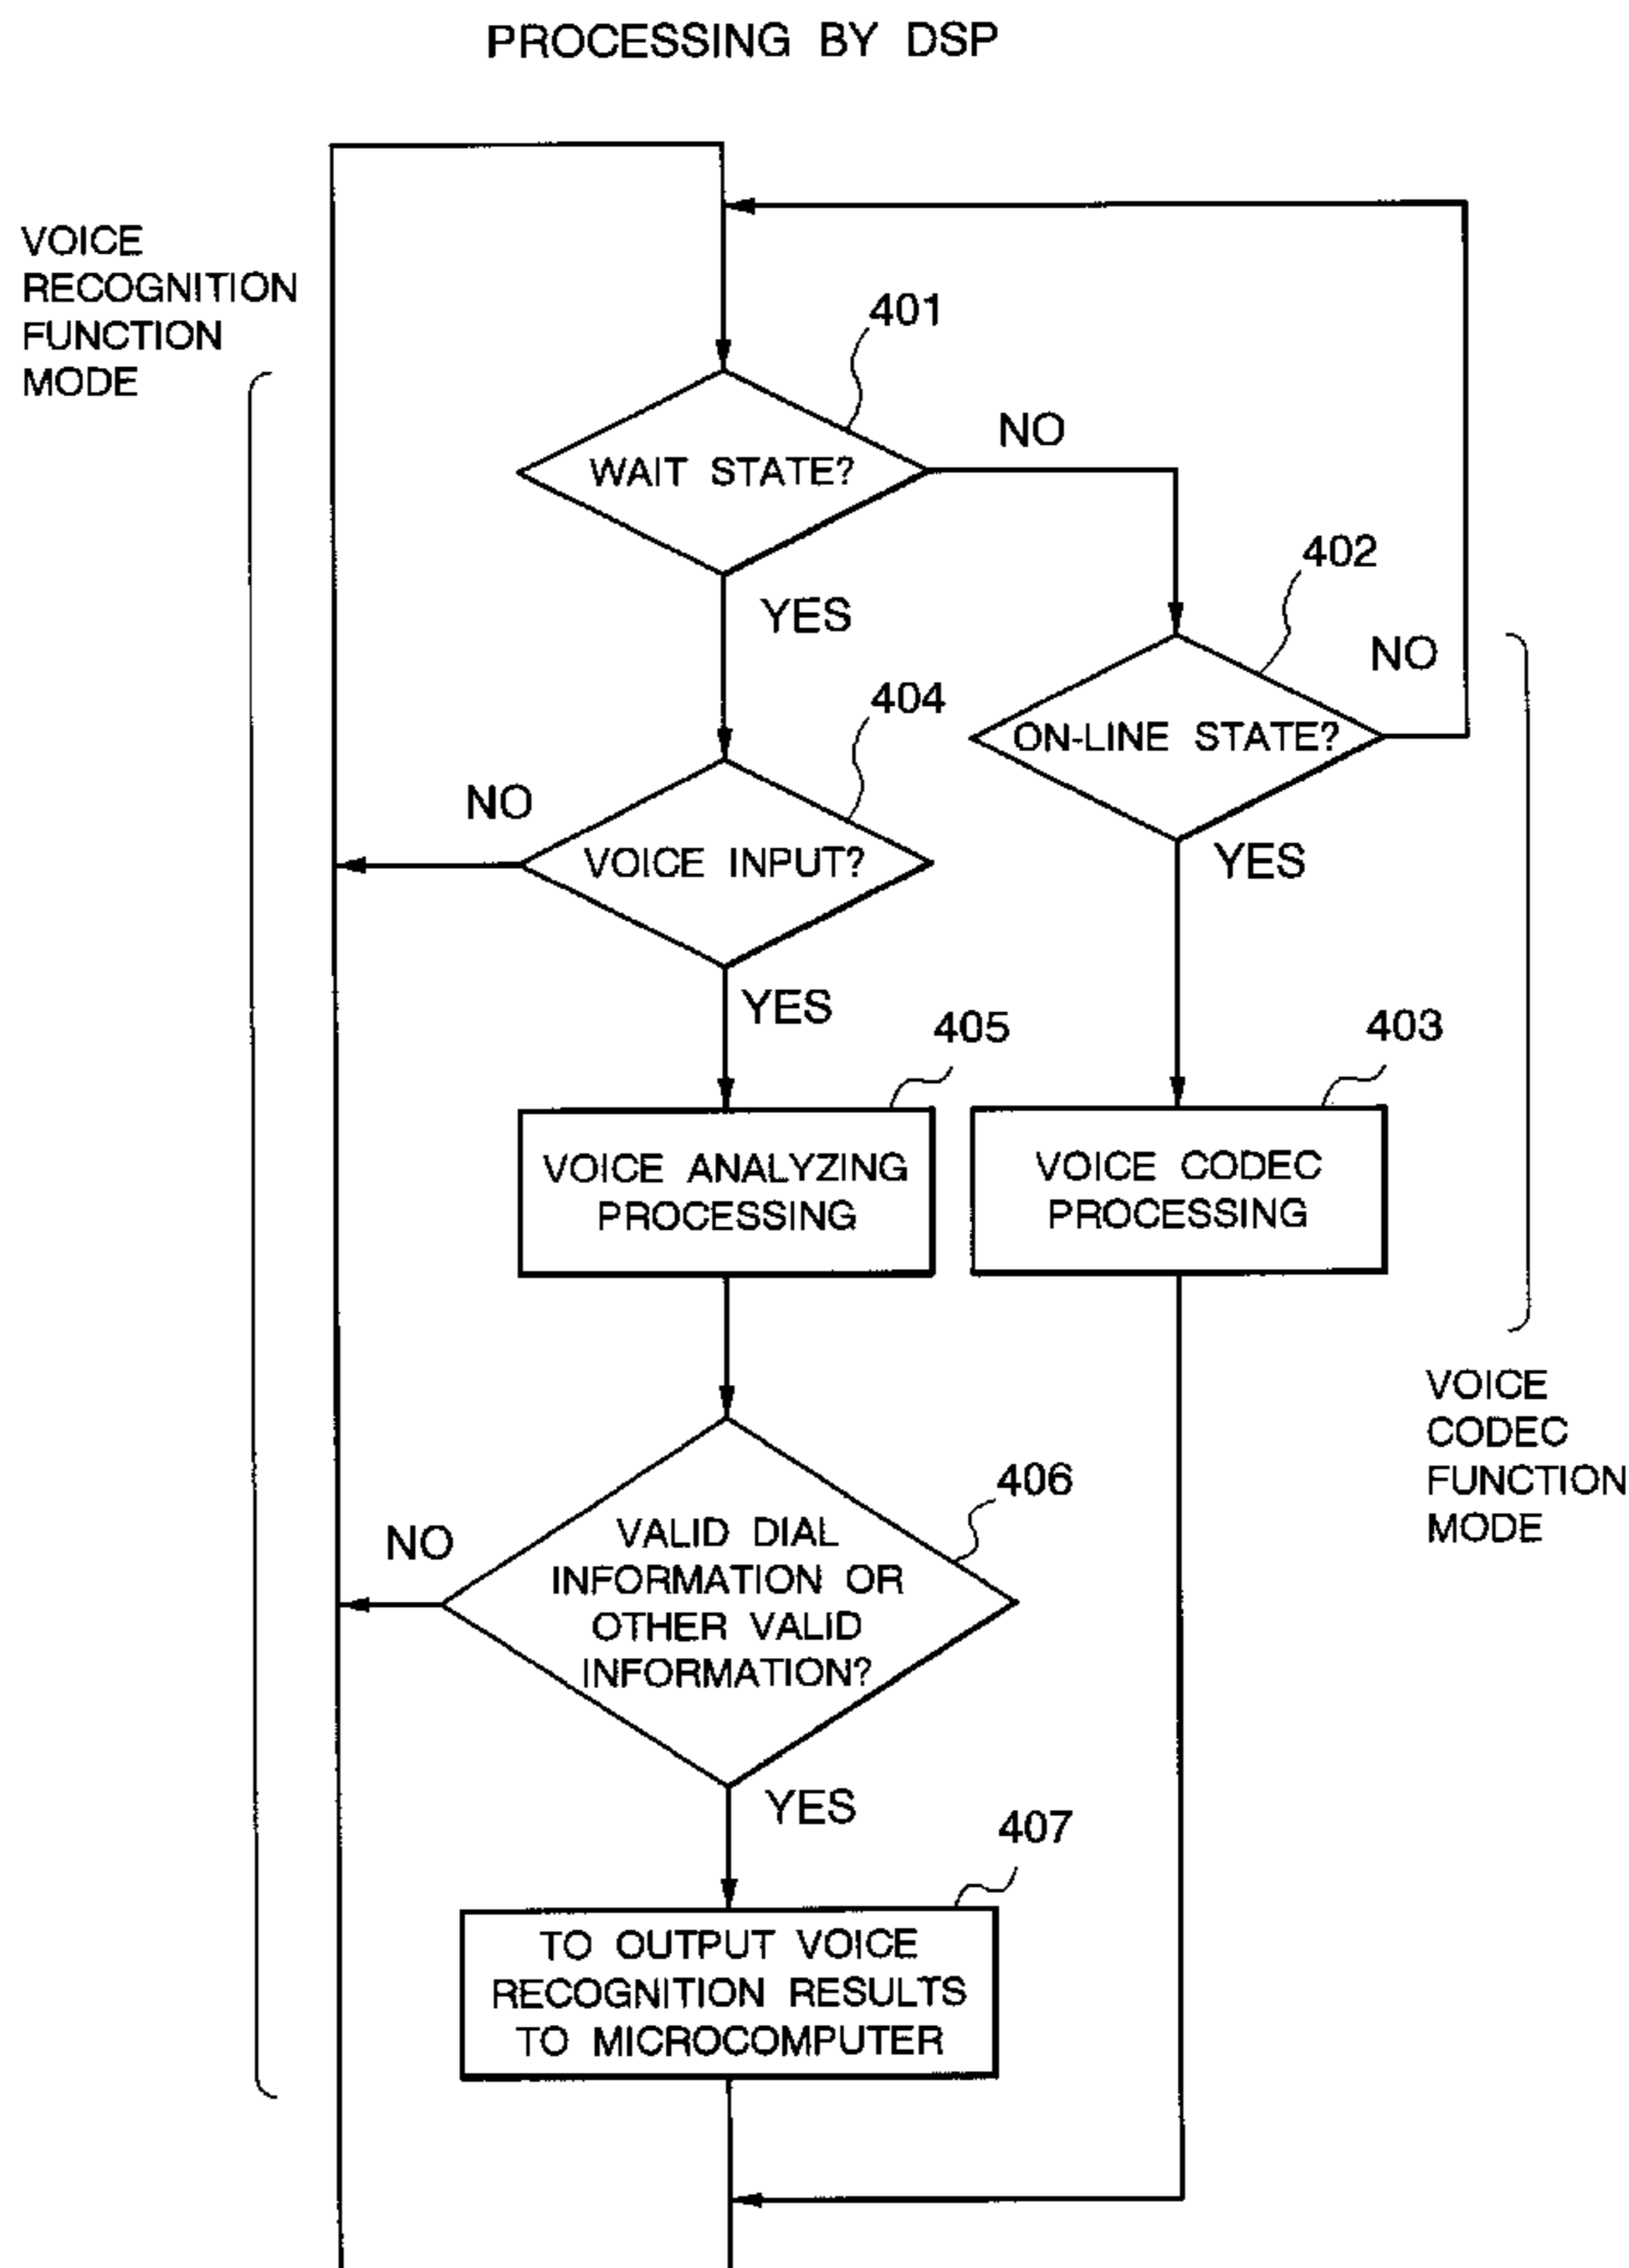 PROCESSING BY DSP
VOICE
RECOGNITION
FUNCTION
MODE
401
WAIT STATE?
NO
YES
402
ON-LINE STATE?
NO
YES
404
VOICE INPUT?
NO
YES
405
VOICE ANALYZING
PROCESSING
403
VOICE CODEC
PROCESSING
VOICE
CODEC
FUNCTION
MODE
406
VALID DIAL
INFORMATION OR
OTHER VALID
INFORMATION?
NO
YES
407
TO OUTPUT VOICE
RECOGNITION RESULTS
TO MICROCOMPUTER